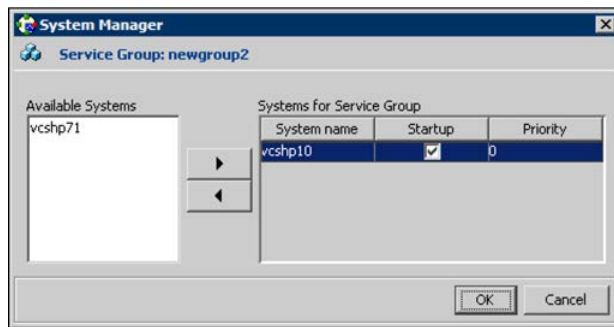 System Manager
Service Group: newgroup2
Available Systems
vcshp71
Systems for Service Group
System name Startup Priority
vcshp10 0
OK Cancel